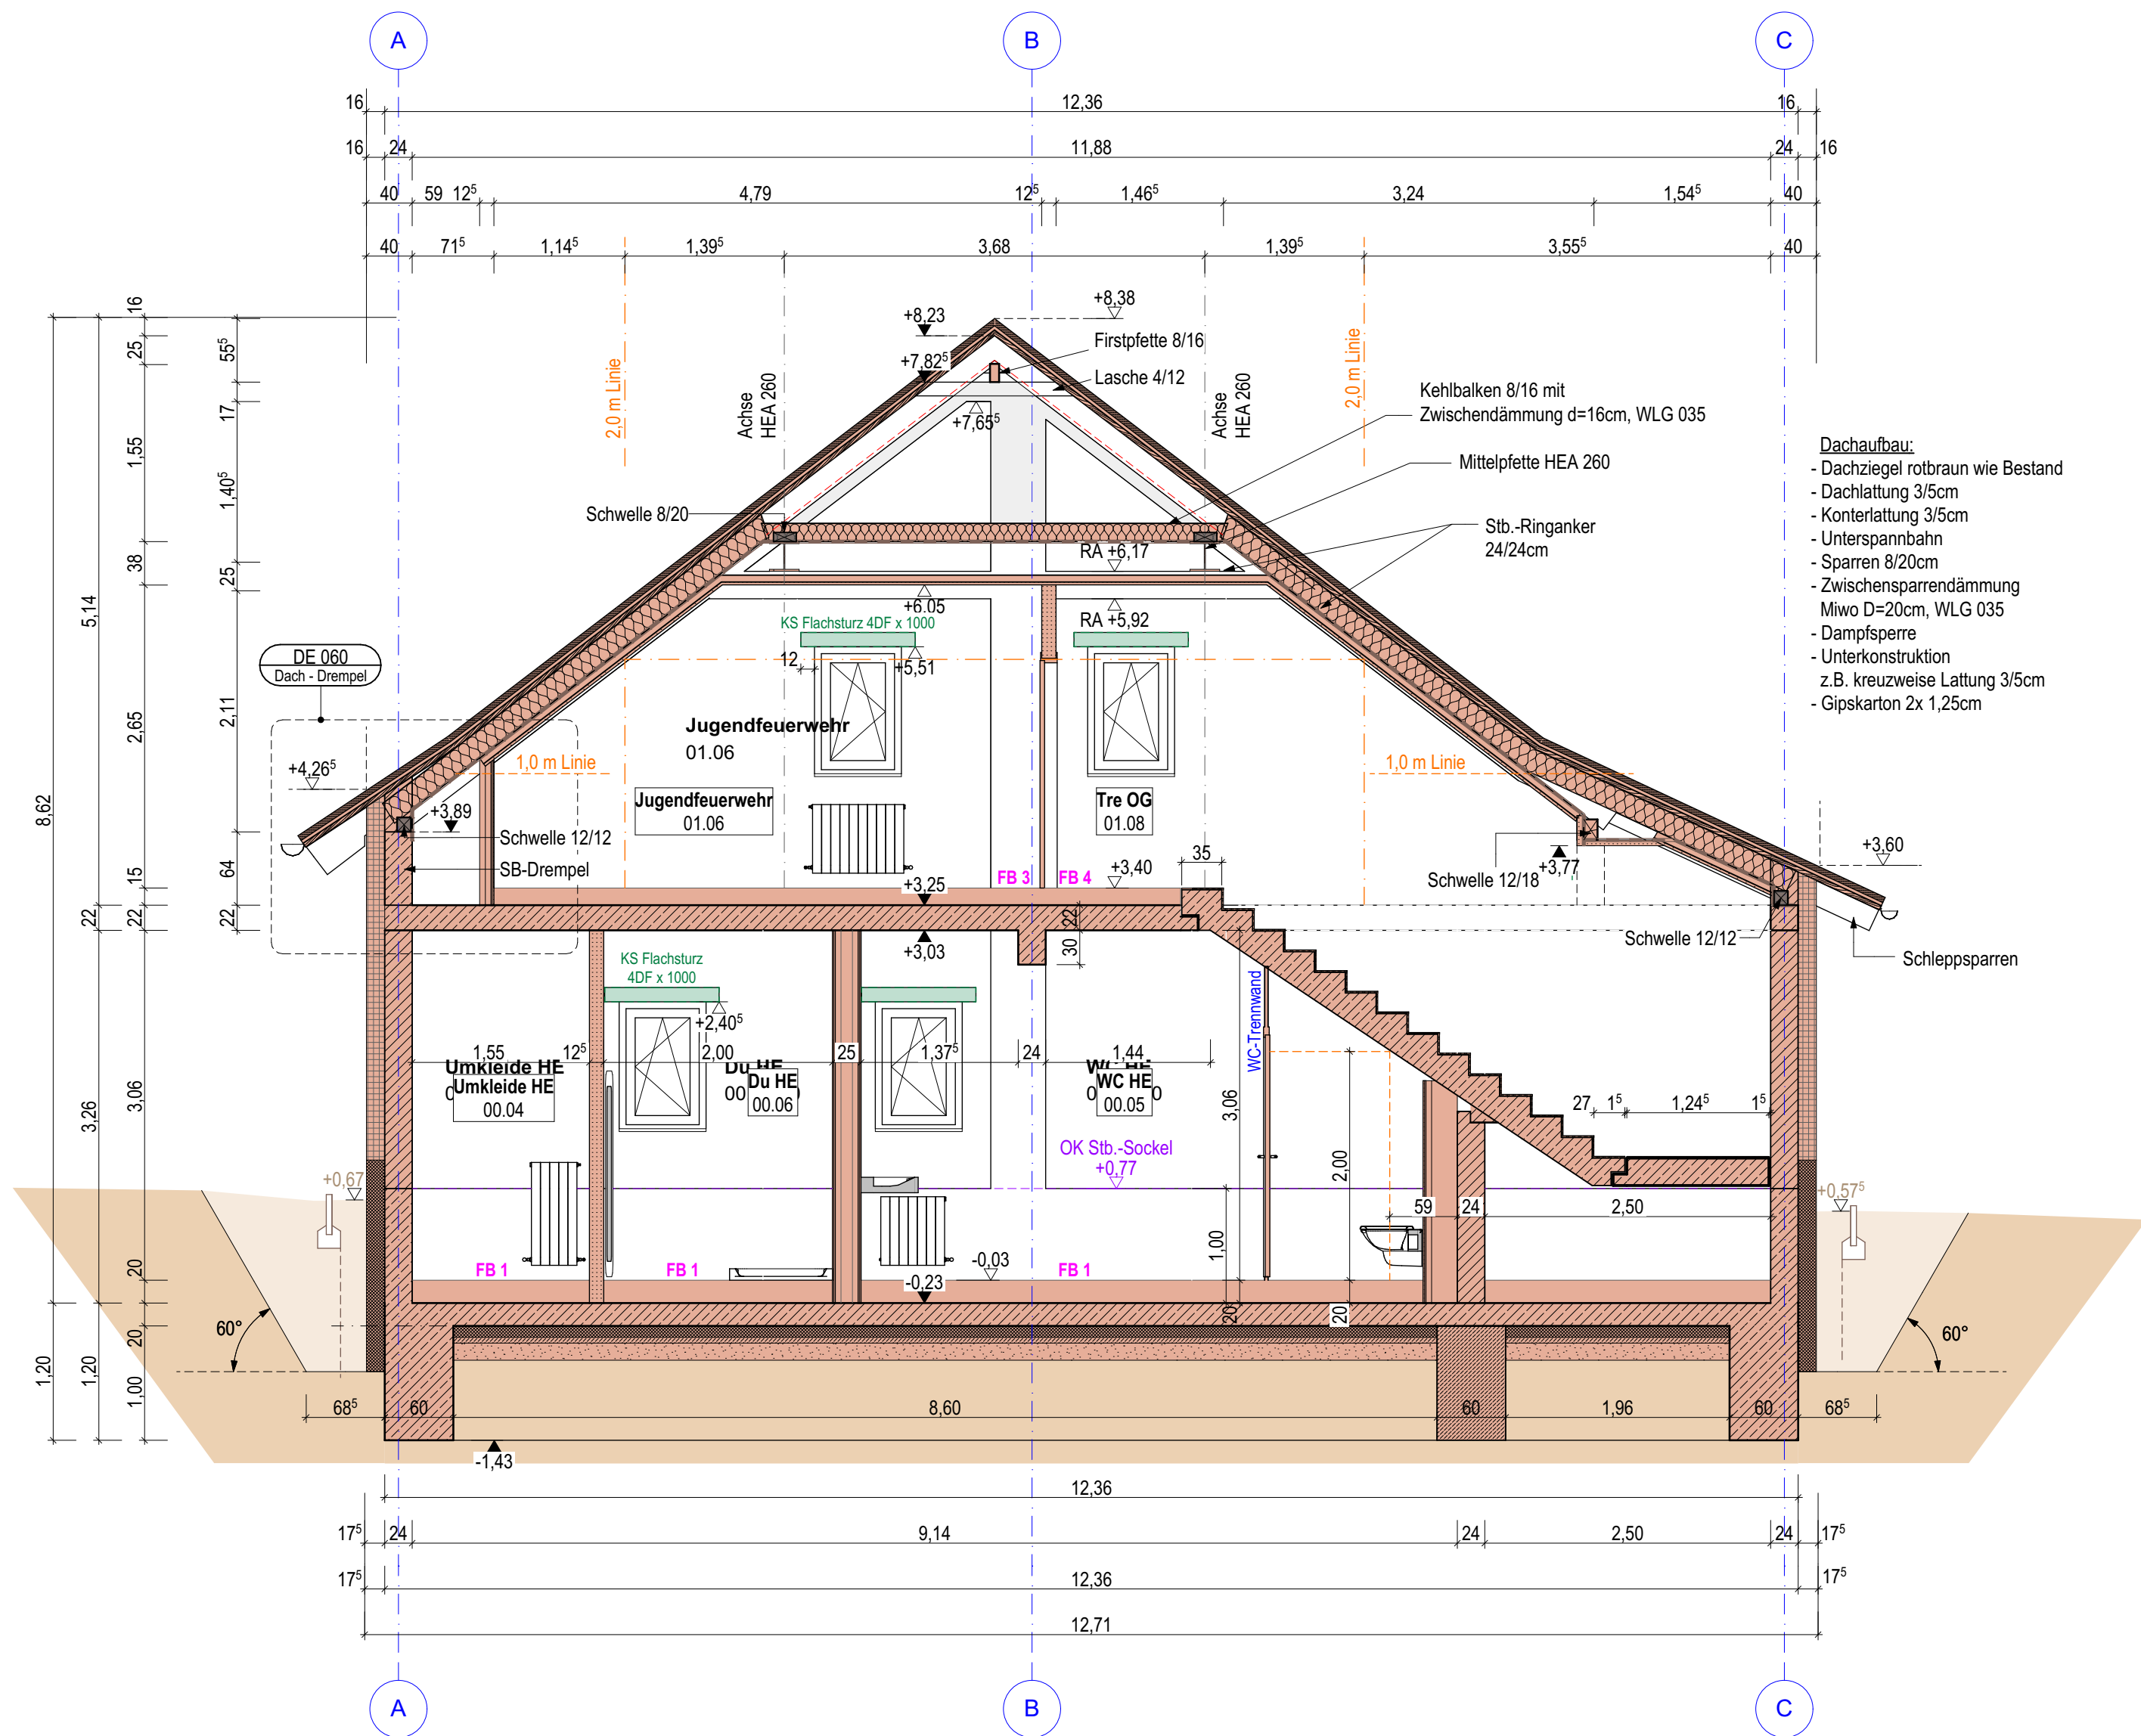 A
B
C
16
12,36
16
16
24
11,88
24
16
40
59
12⁵
4,79
12⁵
1,46⁵
3,24
1,54⁵
40
40
71⁵
1,14⁵
1,39⁵
3,68
1,39⁵
3,55⁵
40
8,62
1,20
5,14
22
3,26
1,20
16
25
1,55
38
2,65
15
22
3,06
20
20
1,00
55⁵
17
1,40⁵
25
2,11
64
22
2,0 m Linie
Achse
HEA 260
Achse
HEA 260
2,0 m Linie
+8,38
+8,23
Firstpfette 8/16
+7,82⁵
Lasche 4/12
+7,65⁵
Kehlbalken 8/16 mit
Zwischendämmung d=16cm, WLG 035
Mittelpfette HEA 260
Schwelle 8/20
Stb.-Ringanker
24/24cm
RA +6,17
+6,05
RA +5,92
KS Flachsturz 4DF x 1000
12
+5,51
Dachaufbau:
- Dachziegel rotbraun wie Bestand
- Dachlattung 3/5cm
- Konterlattung 3/5cm
- Unterspannbahn
- Sparren 8/20cm
- Zwischensparrendämmung
Miwo D=20cm, WLG 035
- Dampfsperre
- Unterkonstruktion
z.B. kreuzweise Lattung 3/5cm
- Gipskarton 2x 1,25cm
DE 060
Dach - Drempel
Jugendfeuerwehr
01.06
1,0 m Linie
1,0 m Linie
+4,26⁵
Jugendfeuerwehr
01.06
Tre OG
01.08
+3,89
Schwelle 12/12
SB-Drempel
35
+3,60
+3,77
Schwelle 12/18
FB 3
FB 4
+3,40
+3,25
22
30
+3,03
Schwelle 12/12
Schleppsparren
KS Flachsturz
4DF x 1000
+2,40⁵
WC-Trennwand
1,55
12⁵
2,00
25
1,37⁵
24
1,44
Umkleide HE
Umkleide HE
00.04
Du HE
Du HE
00.06
WC HE
WC HE
00.05
3,06
27
1⁵
1,24⁵
1⁵
OK Stb.-Sockel
+0,77
2,00
+0,67
+0,57⁵
59
24
2,50
1,00
FB 1
FB 1
FB 1
-0,03
-0,23
20
20
60°
60°
68⁵
60
8,60
60
1,96
60
68⁵
-1,43
12,36
17⁵
24
9,14
24
2,50
24
17⁵
17⁵
12,36
17⁵
12,71
A
B
C